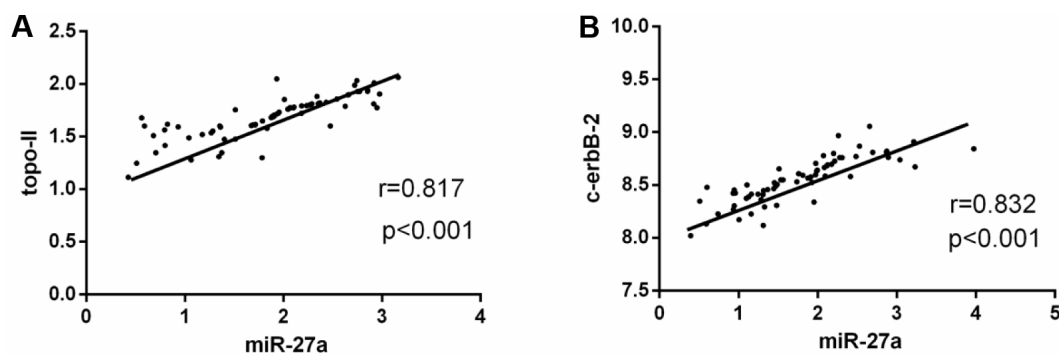 A
2.5
2.0
1.5
1.0
0.5
0.0
topo-II
r=0.817
p<0.001
0 1 2 3 4
miR-27a
B
10.0
9.5
9.0
8.5
8.0
7.5
c-erbB-2
r=0.832
p<0.001
0 1 2 3 4 5
miR-27a